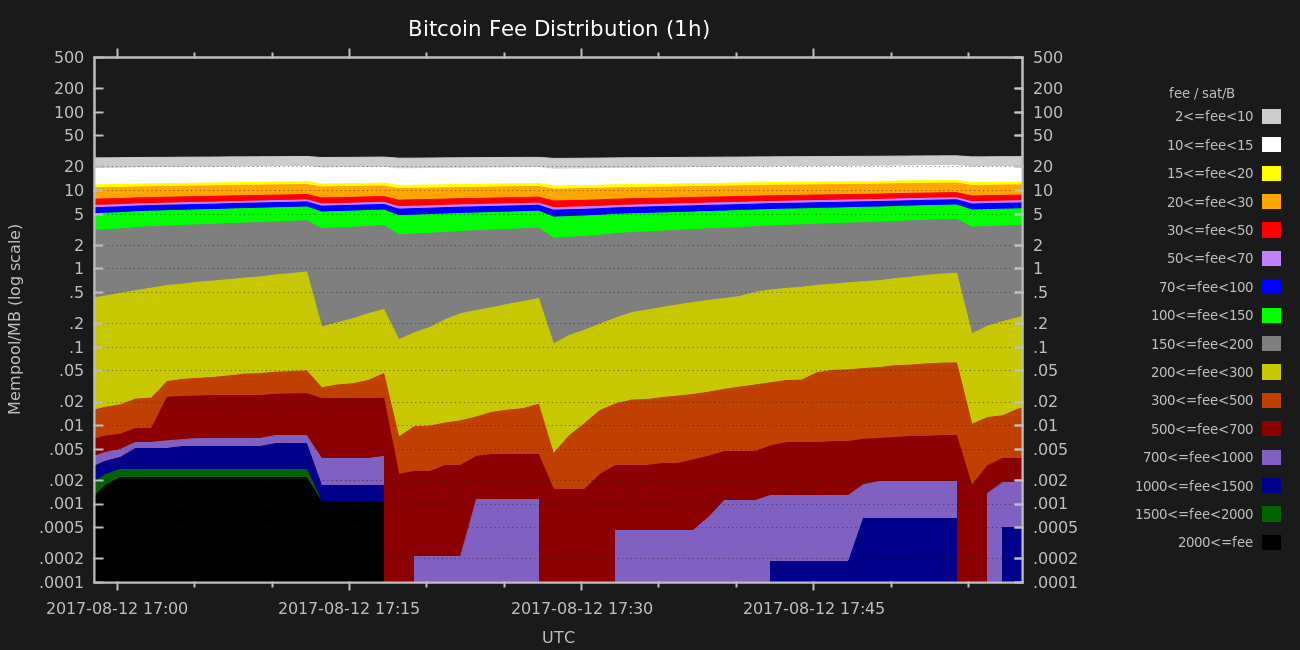 Bitcoin Fee Distribution (1h)
500
200
100
50
20
10
5
2
1
.5
.2
.1
.05
.02
.01
.005
.002
.001
.0005
.0002
.0001
Mempool/MB (log scale)
500
200
100
50
20
10
5
2
1
.5
.2
.1
.05
.02
.01
.005
.002
.001
.0005
.0002
.0001
2017-08-12 17:00 2017-08-12 17:15 2017-08-12 17:30 2017-08-12 17:45
UTC
fee / sat/B
2<=fee<10
10<=fee<15
15<=fee<20
20<=fee<30
30<=fee<50
50<=fee<70
70<=fee<100
100<=fee<150
150<=fee<200
200<=fee<300
300<=fee<500
500<=fee<700
700<=fee<1000
1000<=fee<1500
1500<=fee<2000
2000<=fee